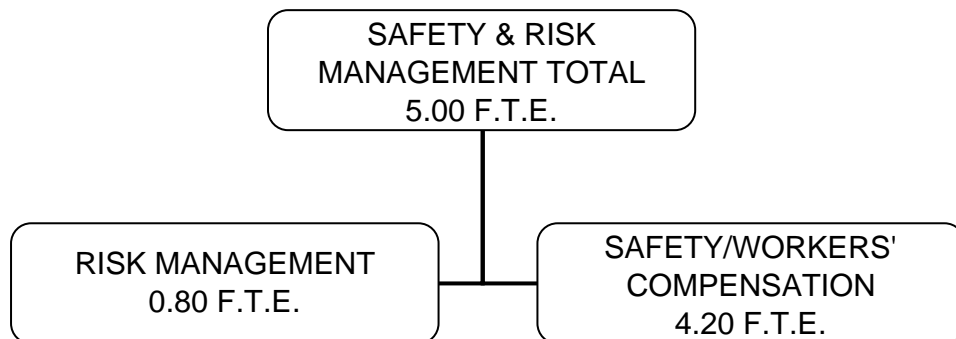 SAFETY & RISK
MANAGEMENT TOTAL
5.00 F.T.E.
RISK MANAGEMENT
0.80 F.T.E.
SAFETY/WORKERS'
COMPENSATION
4.20 F.T.E.